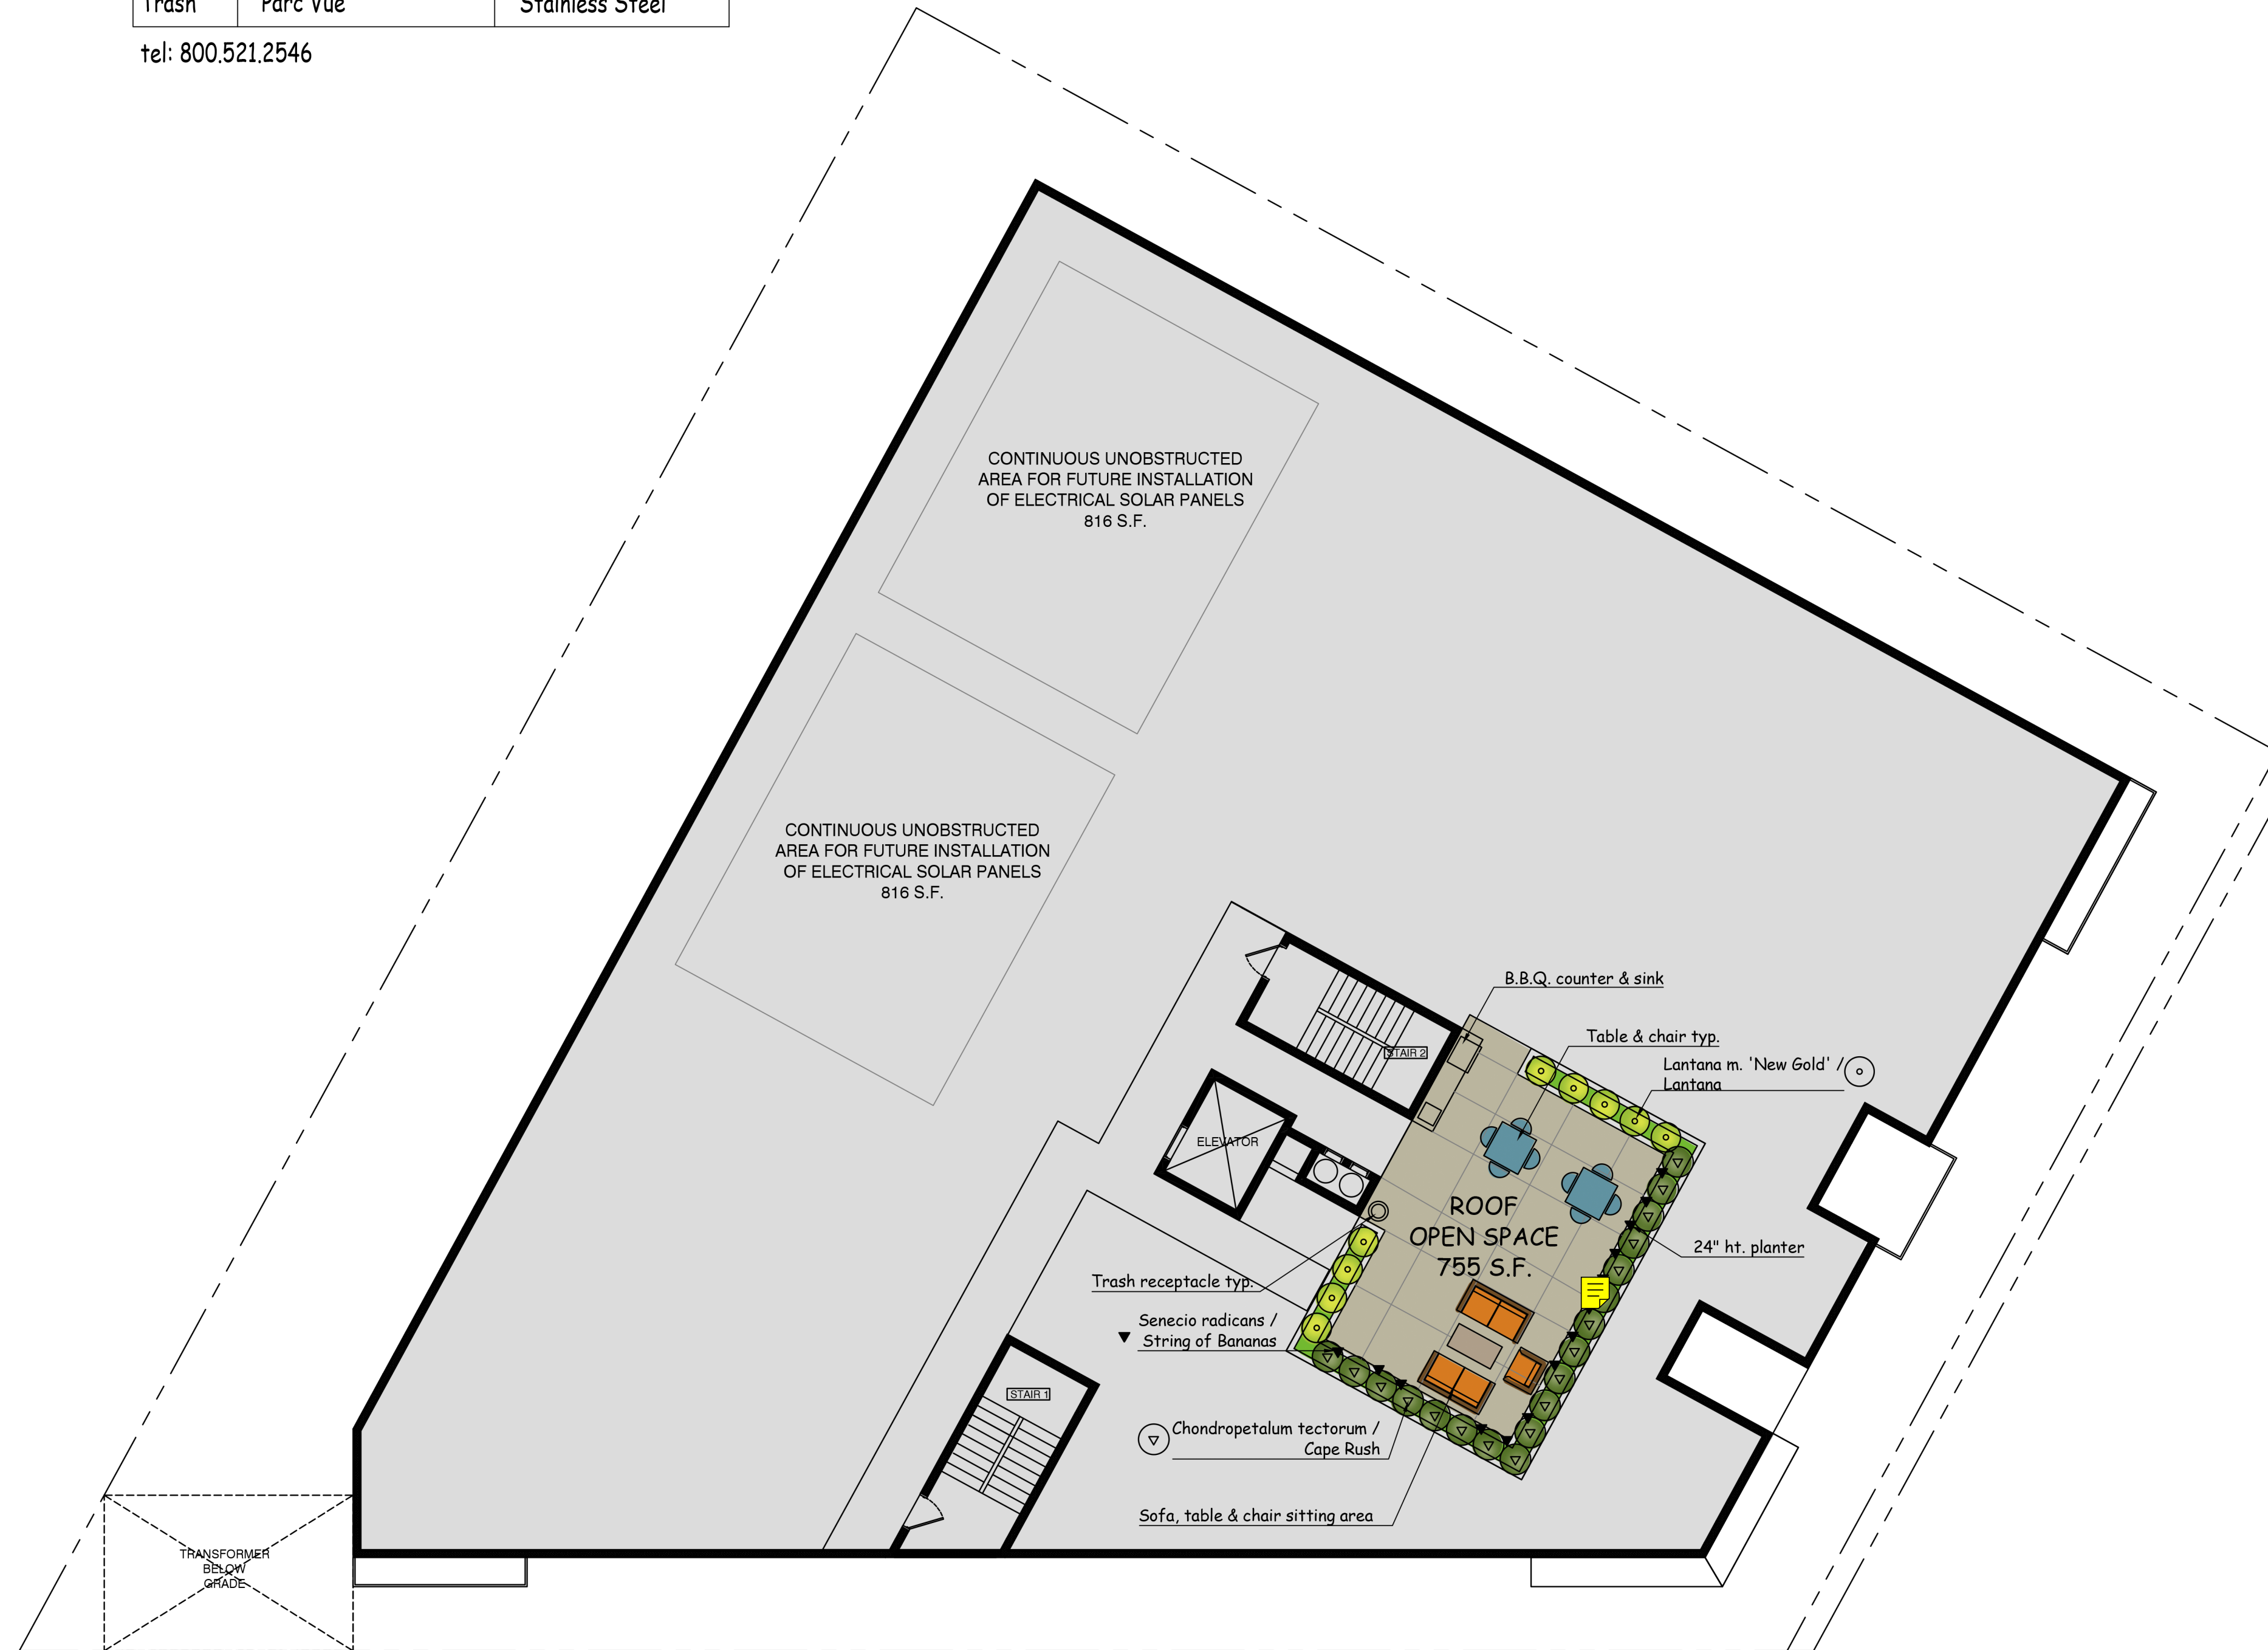 Trash Parc Vue Stainless Steel
tel: 800.521.2546
CONTINUOUS UNOBSTRUCTED
AREA FOR FUTURE INSTALLATION
OF ELECTRICAL SOLAR PANELS
816 S.F.
CONTINUOUS UNOBSTRUCTED
AREA FOR FUTURE INSTALLATION
OF ELECTRICAL SOLAR PANELS
816 S.F.
B.B.Q. counter & sink
Table & chair typ.
STAIR 2
Lantana m. 'New Gold' /
Lantana
ELEVATOR
ROOF
OPEN SPACE
755 S.F.
24" ht. planter
Trash receptacle typ.
Senecio radicans /
String of Bananas
STAIR 1
Chondropetalum tectorum /
Cape Rush
Sofa, table & chair sitting area
TRANSFORMER
BELOW
GRADE